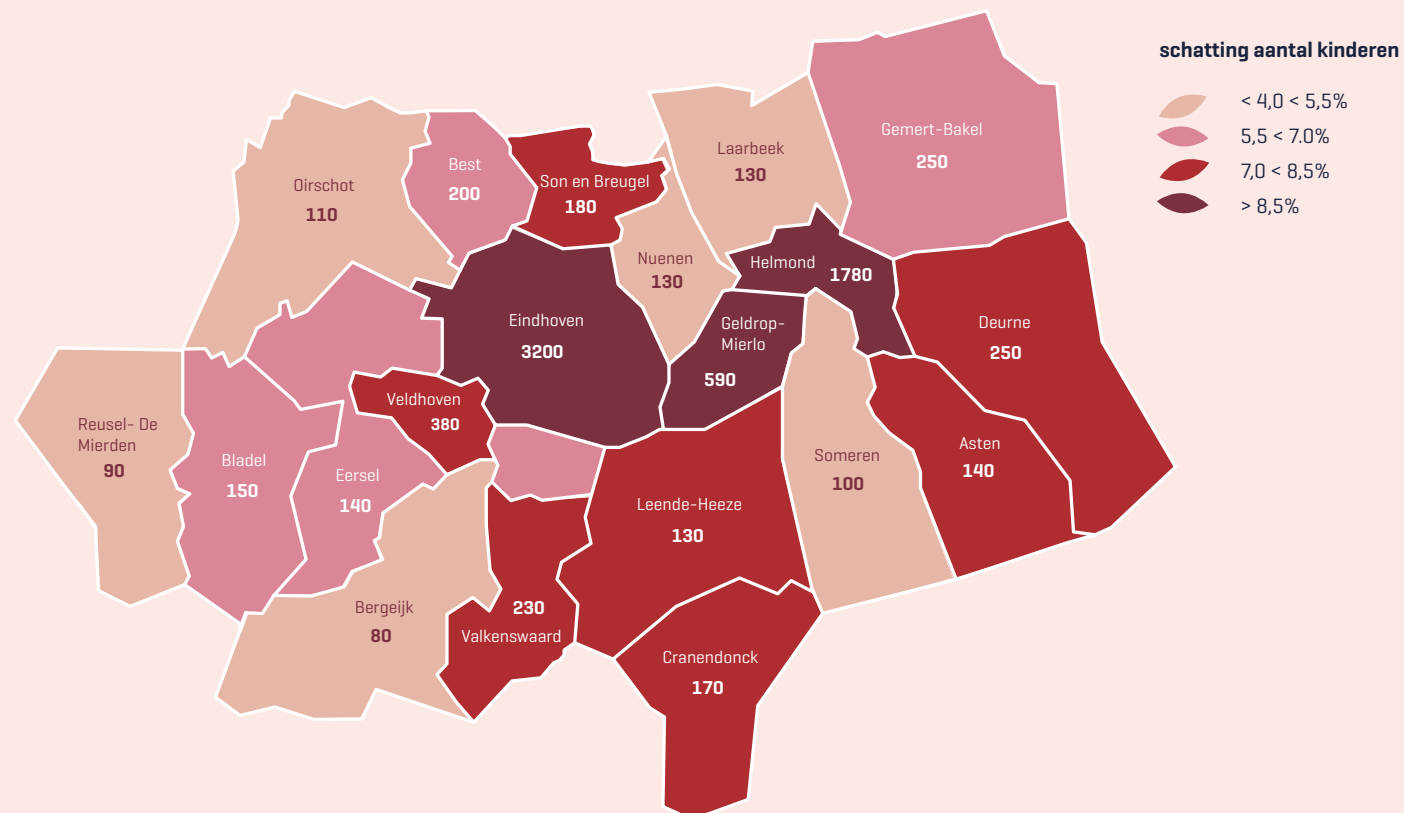 schatting aantal kinderen
< 4,0 < 5,5%
5,5 < 7.0%
7,0 < 8,5%
> 8,5%
Gemert-Bakel
250
Laarbeek
130
Best
200
Son en Breugel
180
Oirschot
110
Nuenen
130
Helmond 1780
Eindhoven
3200
Geldrop-
Mierlo
590
Deurne
250
Veldhoven
380
Reusel- De
Mierden
90
Bladel
150
Eersel
140
Someren
100
Asten
140
Leende-Heeze
130
Bergeijk
80
230
Valkenswaard
Cranendonck
170